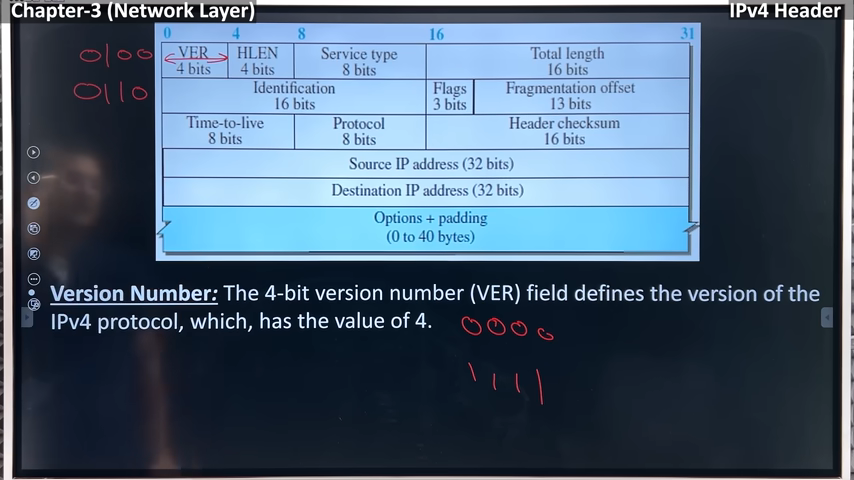 Chapter-3 (Network Layer)
IPv4 Header
0 4 8 16 31
VER
4 bits
HLEN
4 bits
Service type
8 bits
Total length
16 bits
0100
0110
Identification
16 bits
Flags
3 bits
Fragmentation offset
13 bits
Time-to-live
8 bits
Protocol
8 bits
Header checksum
16 bits
Source IP address (32 bits)
Destination IP address (32 bits)
Options + padding
(0 to 40 bytes)
Version Number: The 4-bit version number (VER) field defines the version of the
IPv4 protocol, which, has the value of 4.
0000
1111